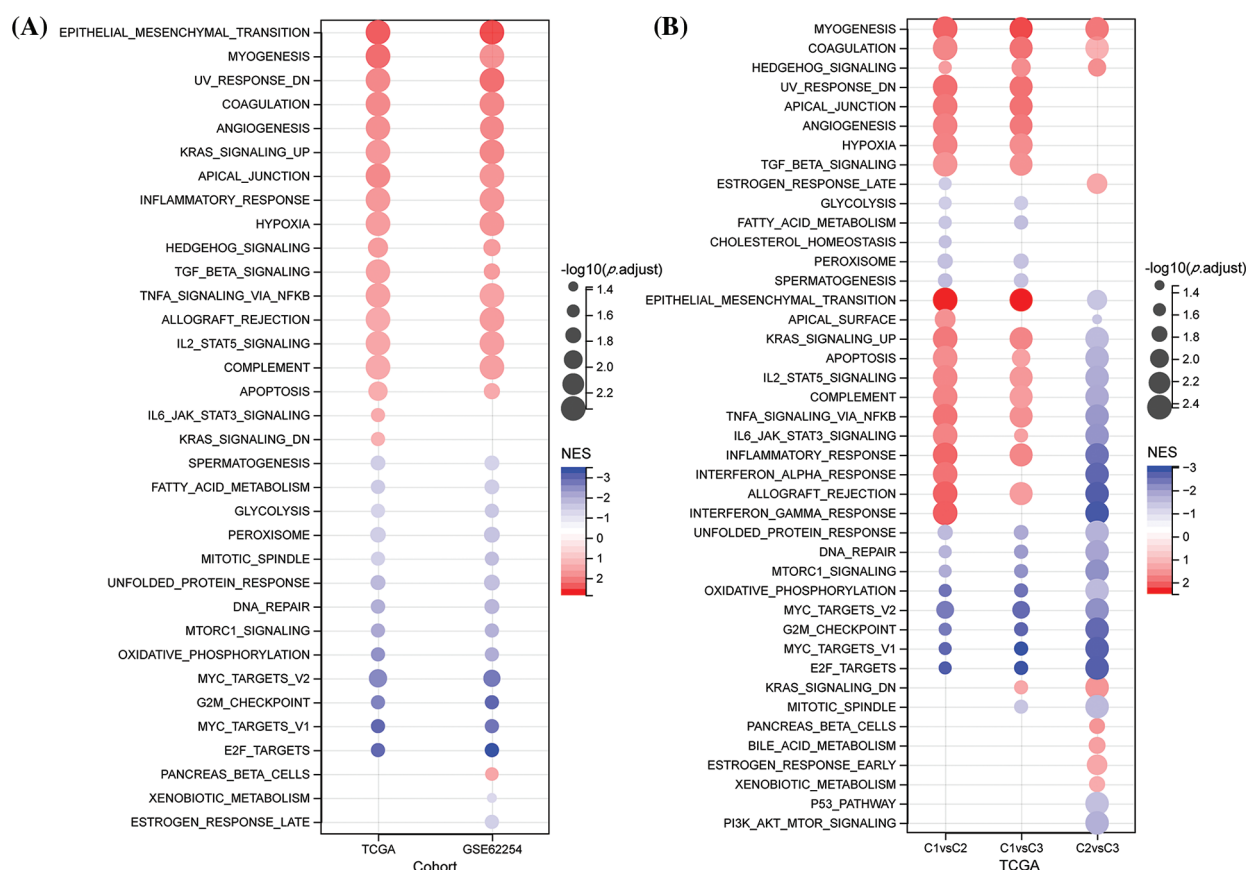 (A)
EPITHELIAL_MESENCHYMAL_TRANSITION
MYOGENESIS
UV_RESPONSE_DN
COAGULATION
ANGIOGENESIS
KRAS_SIGNALING_UP
APICAL_JUNCTION
INFLAMMATORY_RESPONSE
HYPOXIA
HEDGEHOG_SIGNALING
TGF_BETA_SIGNALING
TNFA_SIGNALING_VIA_NFKB
ALLOGRAFT_REJECTION
IL2_STAT5_SIGNALING
COMPLEMENT
APOPTOSIS
IL6_JAK_STAT3_SIGNALING
KRAS_SIGNALING_DN
SPERMATOGENESIS
FATTY_ACID_METABOLISM
GLYCOLYSIS
PEROXISOME
MITOTIC_SPINDLE
UNFOLDED_PROTEIN_RESPONSE
DNA_REPAIR
MTORC1_SIGNALING
OXIDATIVE_PHOSPHORYLATION
MYC_TARGETS_V2
G2M_CHECKPOINT
MYC_TARGETS_V1
E2F_TARGETS
PANCREAS_BETA_CELLS
XENOBIOTIC_METABOLISM
ESTROGEN_RESPONSE_LATE
TCGA GSE62254
Cohort
-log10(p.adjust)
1.4
1.6
1.8
2.0
2.2
NES
−3
−2
−1
0
1
2
(B)
MYOGENESIS
COAGULATION
HEDGEHOG_SIGNALING
UV_RESPONSE_DN
APICAL_JUNCTION
ANGIOGENESIS
HYPOXIA
TGF_BETA_SIGNALING
ESTROGEN_RESPONSE_LATE
GLYCOLYSIS
FATTY_ACID_METABOLISM
CHOLESTEROL_HOMEOSTASIS
PEROXISOME
SPERMATOGENESIS
EPITHELIAL_MESENCHYMAL_TRANSITION
APICAL_SURFACE
KRAS_SIGNALING_UP
APOPTOSIS
IL2_STAT5_SIGNALING
COMPLEMENT
TNFA_SIGNALING_VIA_NFKB
IL6_JAK_STAT3_SIGNALING
INFLAMMATORY_RESPONSE
INTERFERON_ALPHA_RESPONSE
ALLOGRAFT_REJECTION
INTERFERON_GAMMA_RESPONSE
UNFOLDED_PROTEIN_RESPONSE
DNA_REPAIR
MTORC1_SIGNALING
OXIDATIVE_PHOSPHORYLATION
MYC_TARGETS_V2
G2M_CHECKPOINT
MYC_TARGETS_V1
E2F_TARGETS
KRAS_SIGNALING_DN
MITOTIC_SPINDLE
PANCREAS_BETA_CELLS
BILE_ACID_METABOLISM
ESTROGEN_RESPONSE_EARLY
XENOBIOTIC_METABOLISM
P53_PATHWAY
PI3K_AKT_MTOR_SIGNALING
C1vsC2 C1vsC3 C2vsC3
TCGA
-log10(p.adjust)
1.4
1.6
1.8
2.0
2.2
2.4
NES
−3
−2
−1
0
1
2